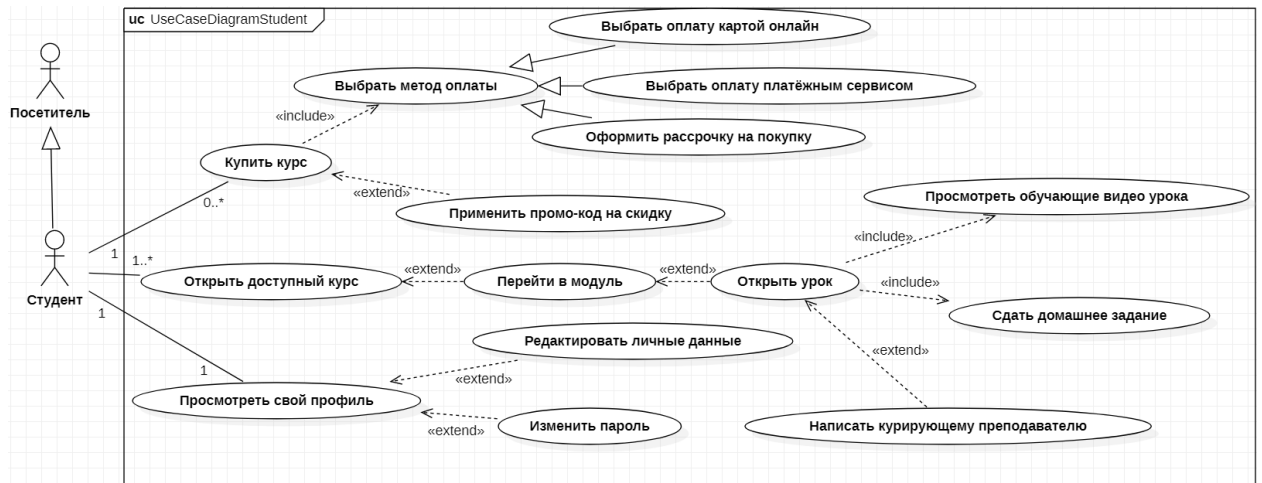 uc UseCaseDiagramStudent
Выбрать оплату картой онлайн
Посетитель
Выбрать метод оплаты
Выбрать оплату платёжным сервисом
«include»
Оформить рассрочку на покупку
Купить курс
«extend»
0..*
Применить промо-код на скидку
Просмотреть обучающие видео урока
«include»
1
1..*
Студент
Открыть доступный курс
«extend»
Перейти в модуль
«extend»
Открыть урок
«include»
Сдать домашнее задание
1
Редактировать личные данные
«extend»
1
«extend»
Просмотреть свой профиль
«extend»
Изменить пароль
Написать курирующему преподавателю